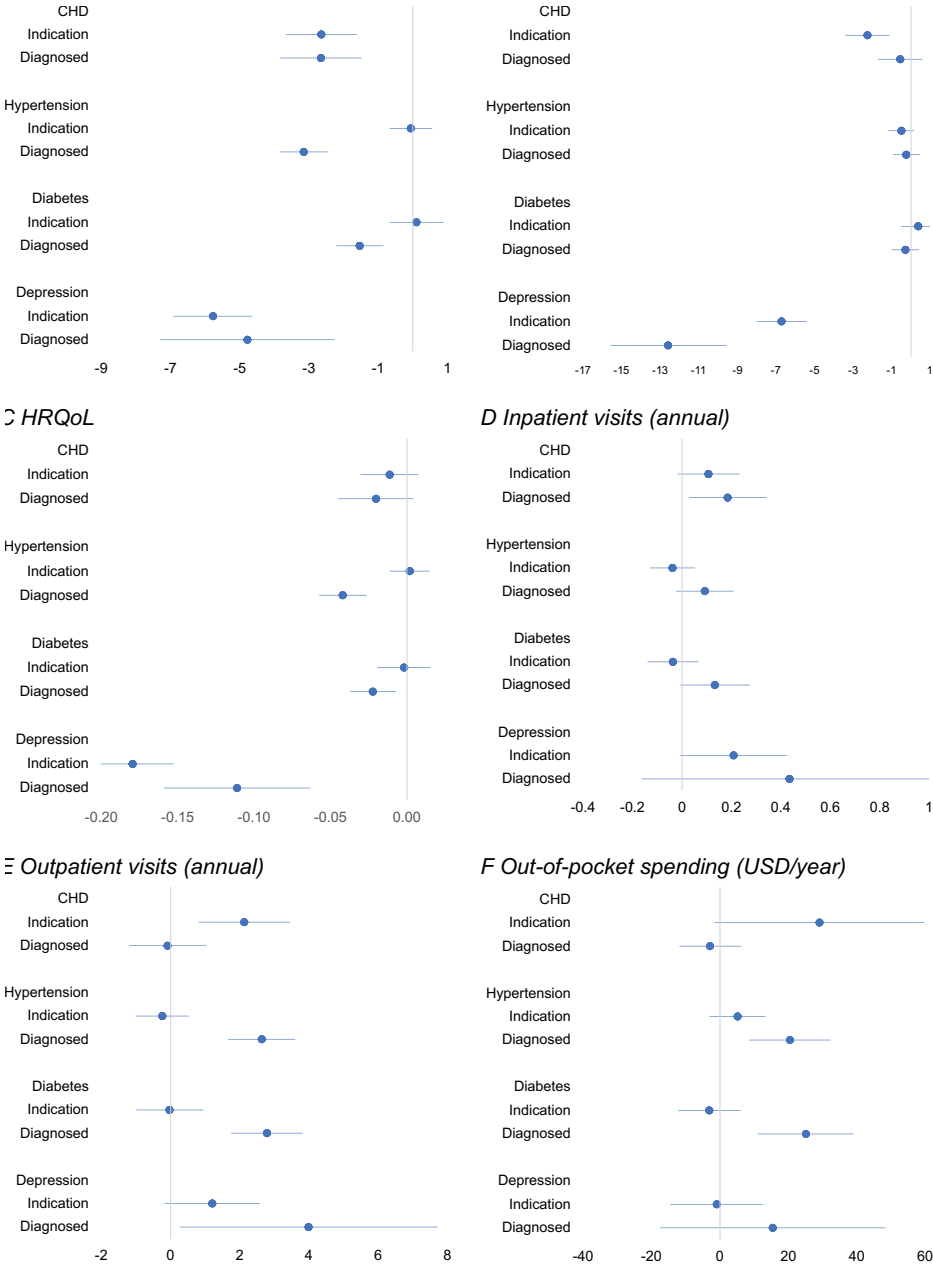 CHD
Indication
Diagnosed
Hypertension
Indication
Diagnosed
Diabetes
Indication
Diagnosed
Depression
Indication
Diagnosed
-9 -7 -5 -3 -1 1
CHD
Indication
Diagnosed
Hypertension
Indication
Diagnosed
Diabetes
Indication
Diagnosed
Depression
Indication
Diagnosed
-17 -15 -13 -11 -9 -7 -5 -3 -1 1
C HRQoL
CHD
Indication
Diagnosed
Hypertension
Indication
Diagnosed
Diabetes
Indication
Diagnosed
Depression
Indication
Diagnosed
-0.20 -0.15 -0.10 -0.05 0.00
D Inpatient visits (annual)
CHD
Indication
Diagnosed
Hypertension
Indication
Diagnosed
Diabetes
Indication
Diagnosed
Depression
Indication
Diagnosed
-0.4 -0.2 0 0.2 0.4 0.6 0.8 1
E Outpatient visits (annual)
CHD
Indication
Diagnosed
Hypertension
Indication
Diagnosed
Diabetes
Indication
Diagnosed
Depression
Indication
Diagnosed
-2 0 2 4 6 8
F Out-of-pocket spending (USD/year)
CHD
Indication
Diagnosed
Hypertension
Indication
Diagnosed
Diabetes
Indication
Diagnosed
Depression
Indication
Diagnosed
-40 -20 0 20 40 60